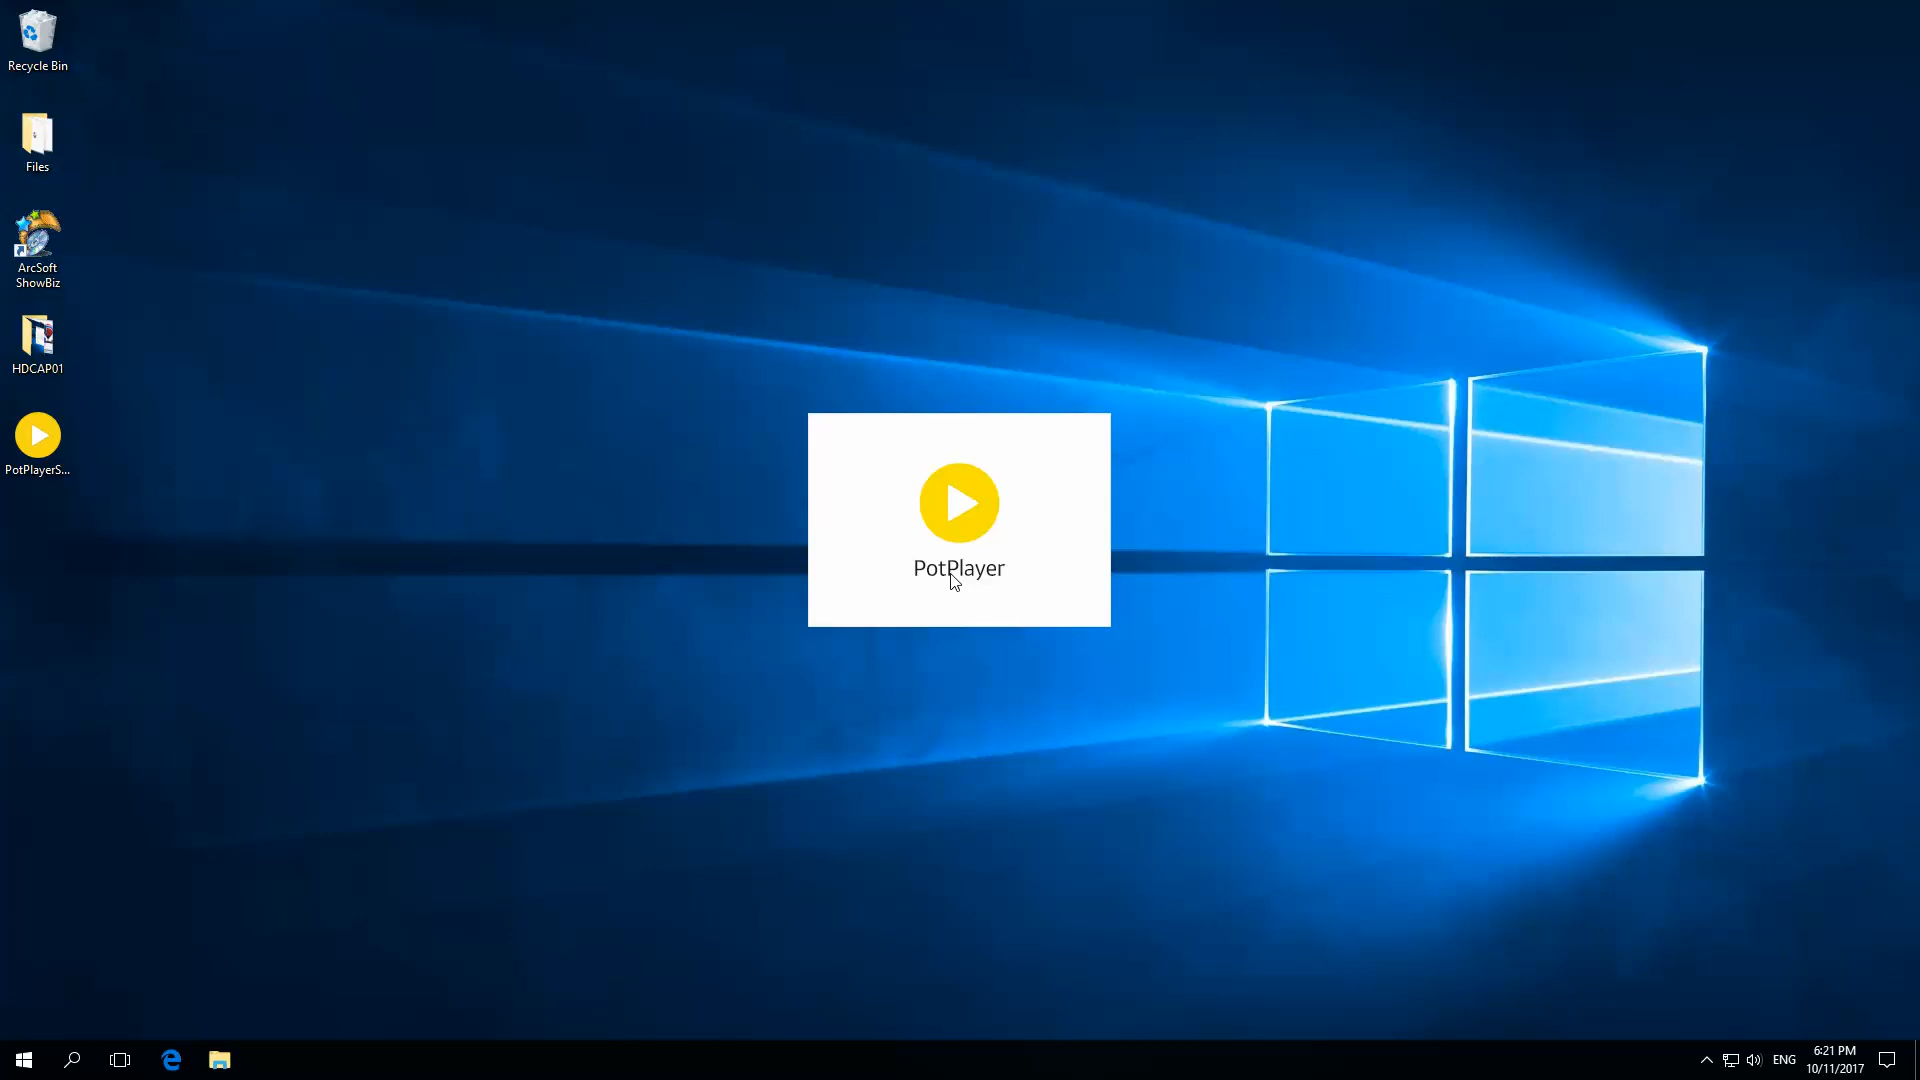 Recycle Bin
Files
ArcSoft
ShowBiz
HDCAP01
PotPlayerS...
PotPlayer
ENG
6:21 PM
10/11/2017